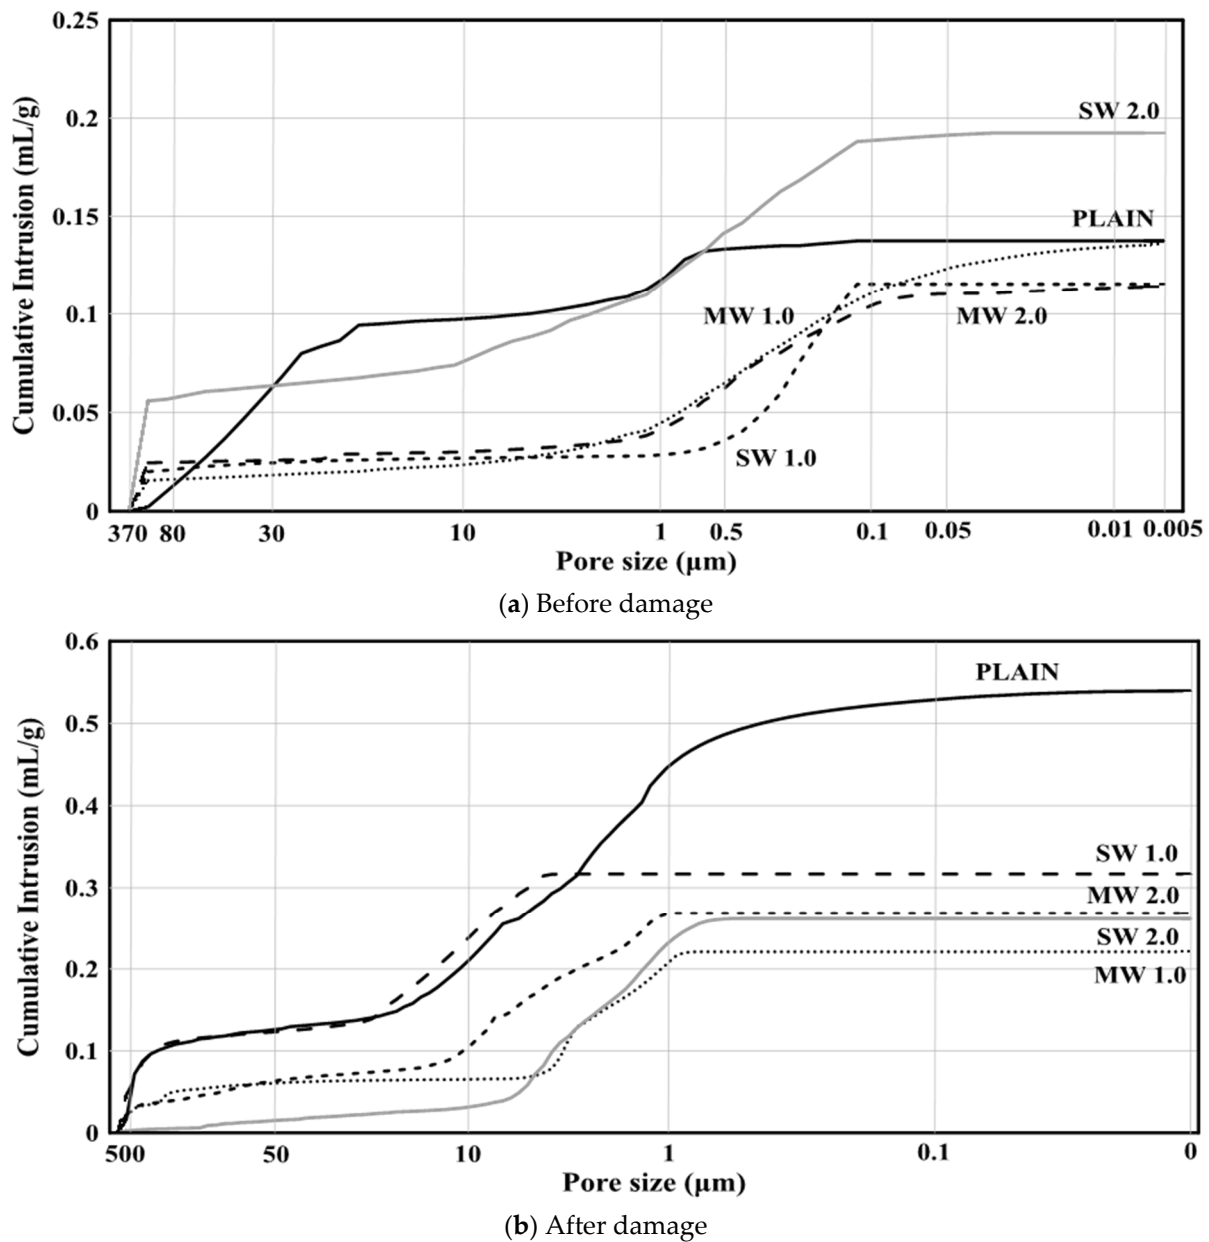 0.25
0.2
0.15
0.1
0.05
0
Cumulative Intrusion (mL/g)
SW 2.0
PLAIN
MW 1.0
MW 2.0
SW 1.0
370 80 30 10 1 0.5 0.1 0.05 0.01 0.005
Pore size (μm)
(a) Before damage
0.6
0.5
0.4
0.3
0.2
0.1
0
Cumulative Intrusion (mL/g)
PLAIN
SW 1.0
MW 2.0
SW 2.0
MW 1.0
500 50 10 1 0.1 0
Pore size (μm)
(b) After damage